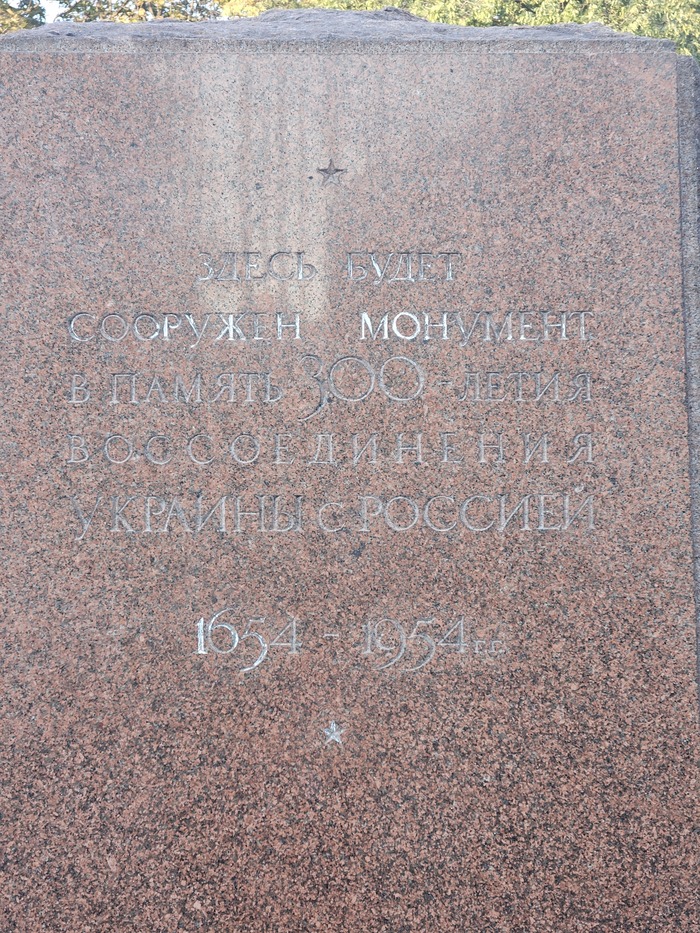 ЗДЕСЬ БУДЕТ
СООРУЖЕН МОНУМЕНТ
В ПАМЯТЬ 300-ЛЕТИЯ
ВОССОЕДИНЕНИЯ
УКРАИНЫ С РОССИЕЙ
1654 - 1954 г.г.